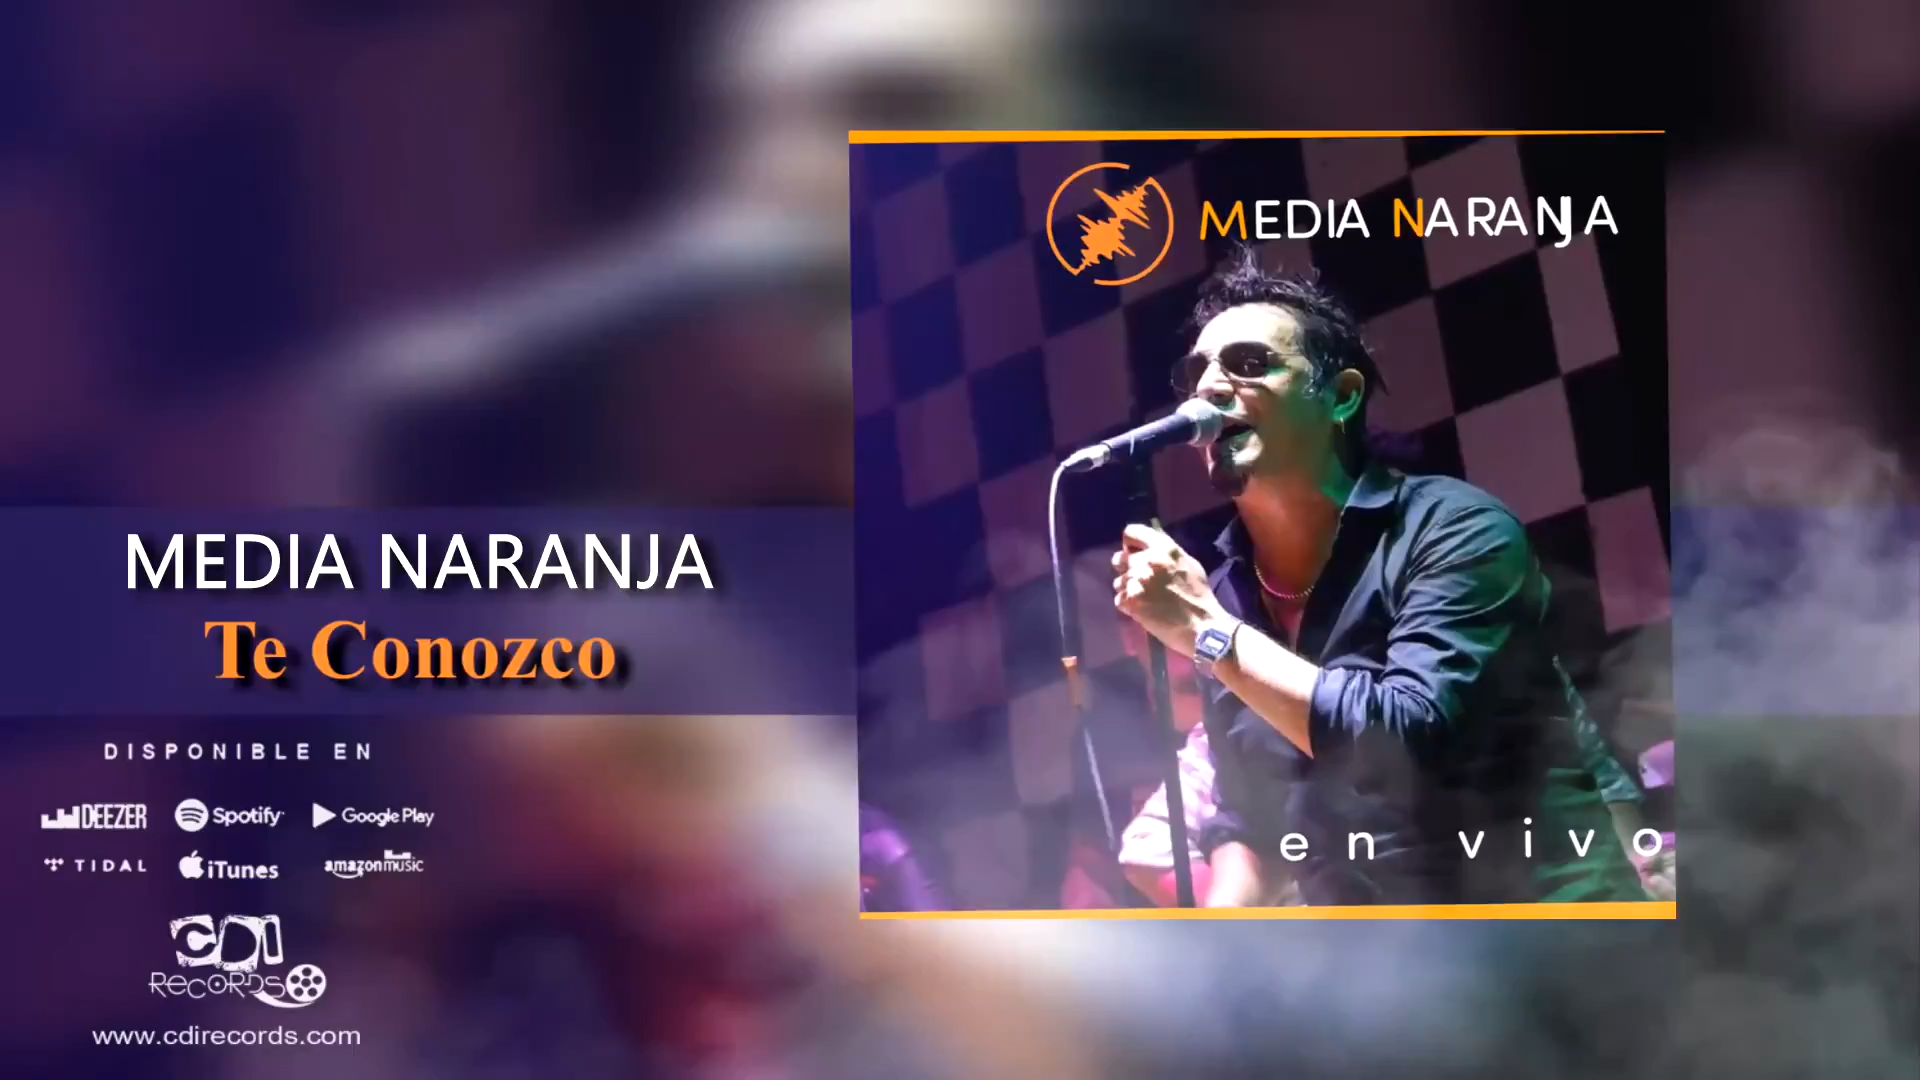 MEDIA NARANJA
MEDIA NARANJA
Te Conozco
DISPONIBLE EN
DEEZER Spotify Google Play
TIDAL iTunes amazon music
en vivo
CDI
RECORDS
www.cdirecords.com